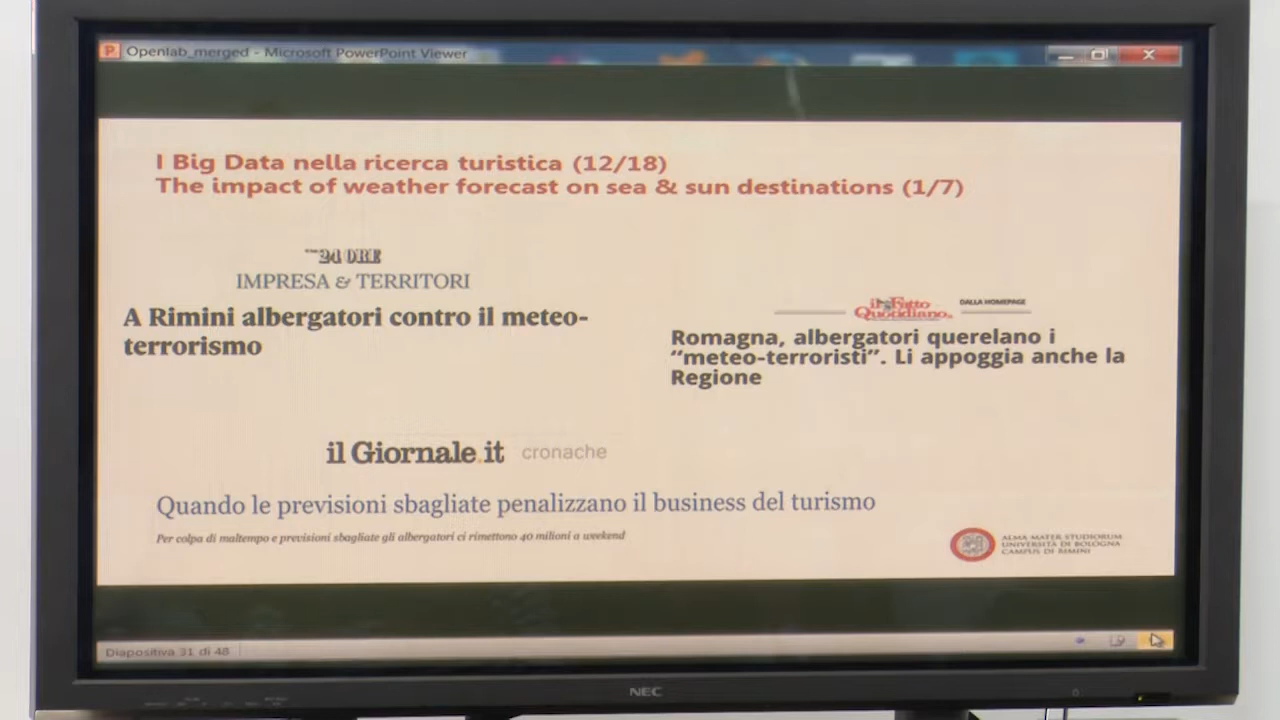 Openlab_merged - Microsoft PowerPoint Viewer
I Big Data nella ricerca turistica (12/18)
The impact of weather forecast on sea & sun destinations (1/7)
24 ORE
IMPRESA & TERRITORI
A Rimini albergatori contro il meteo-
terrorismo
il Fatto
Quotidiano.it
DALLA HOMEPAGE
Romagna, albergatori querelano i
“meteo-terroristi”. Li appoggia anche la
Regione
il Giornale.it cronache
Quando le previsioni sbagliate penalizzano il business del turismo
Per colpa di maltempo e previsioni sbagliate gli albergatori ci rimettono 40 milioni a weekend
ALMA MATER STUDIORUM
UNIVERSITÀ DI BOLOGNA
CAMPUS DI RIMINI
Diapositiva 31 di 48
NEC